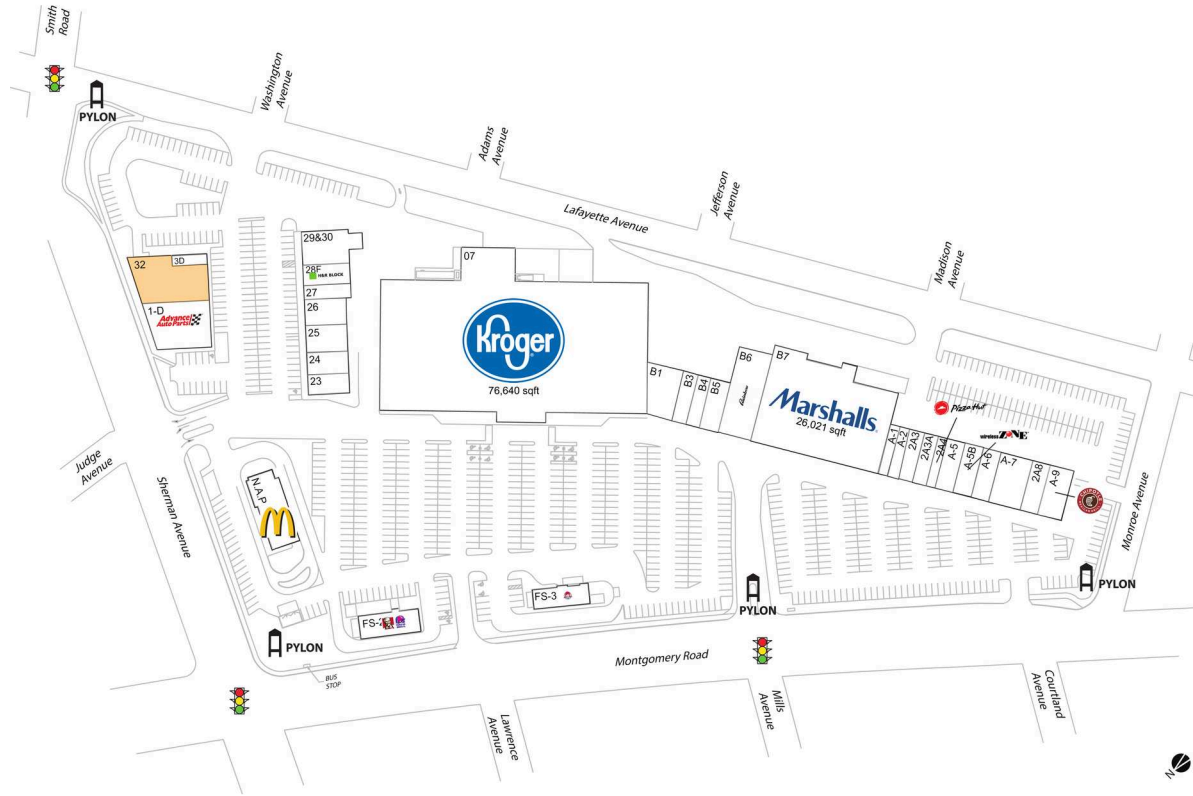 Smith
Road
PYLON
Washington
Avenue
Adams
Avenue
Lafayette Avenue
Jefferson
Avenue
Madison
Avenue
32
3D
1-D
Advance
Auto Parts
29&30
28F
H&R BLOCK
27
26
25
24
23
07
Kroger
76,640 sqft
B1
B3
B4
B5
B6
Rainbow
B7
Marshalls
26,021 sqft
A-1
A-2
2A3
2A3A
2A4
A-5
A-5B
A-6
A-7
2A8
A-9
Pizza Hut
wireless ZONE
CHIPOTLE
Monroe Avenue
Judge
Avenue
Sherman Avenue
N.A.P.
FS-3
PYLON
PYLON
PYLON
BUS
STOP
Montgomery Road
Lawrence
Avenue
Mills
Avenue
Courtland
Avenue
N